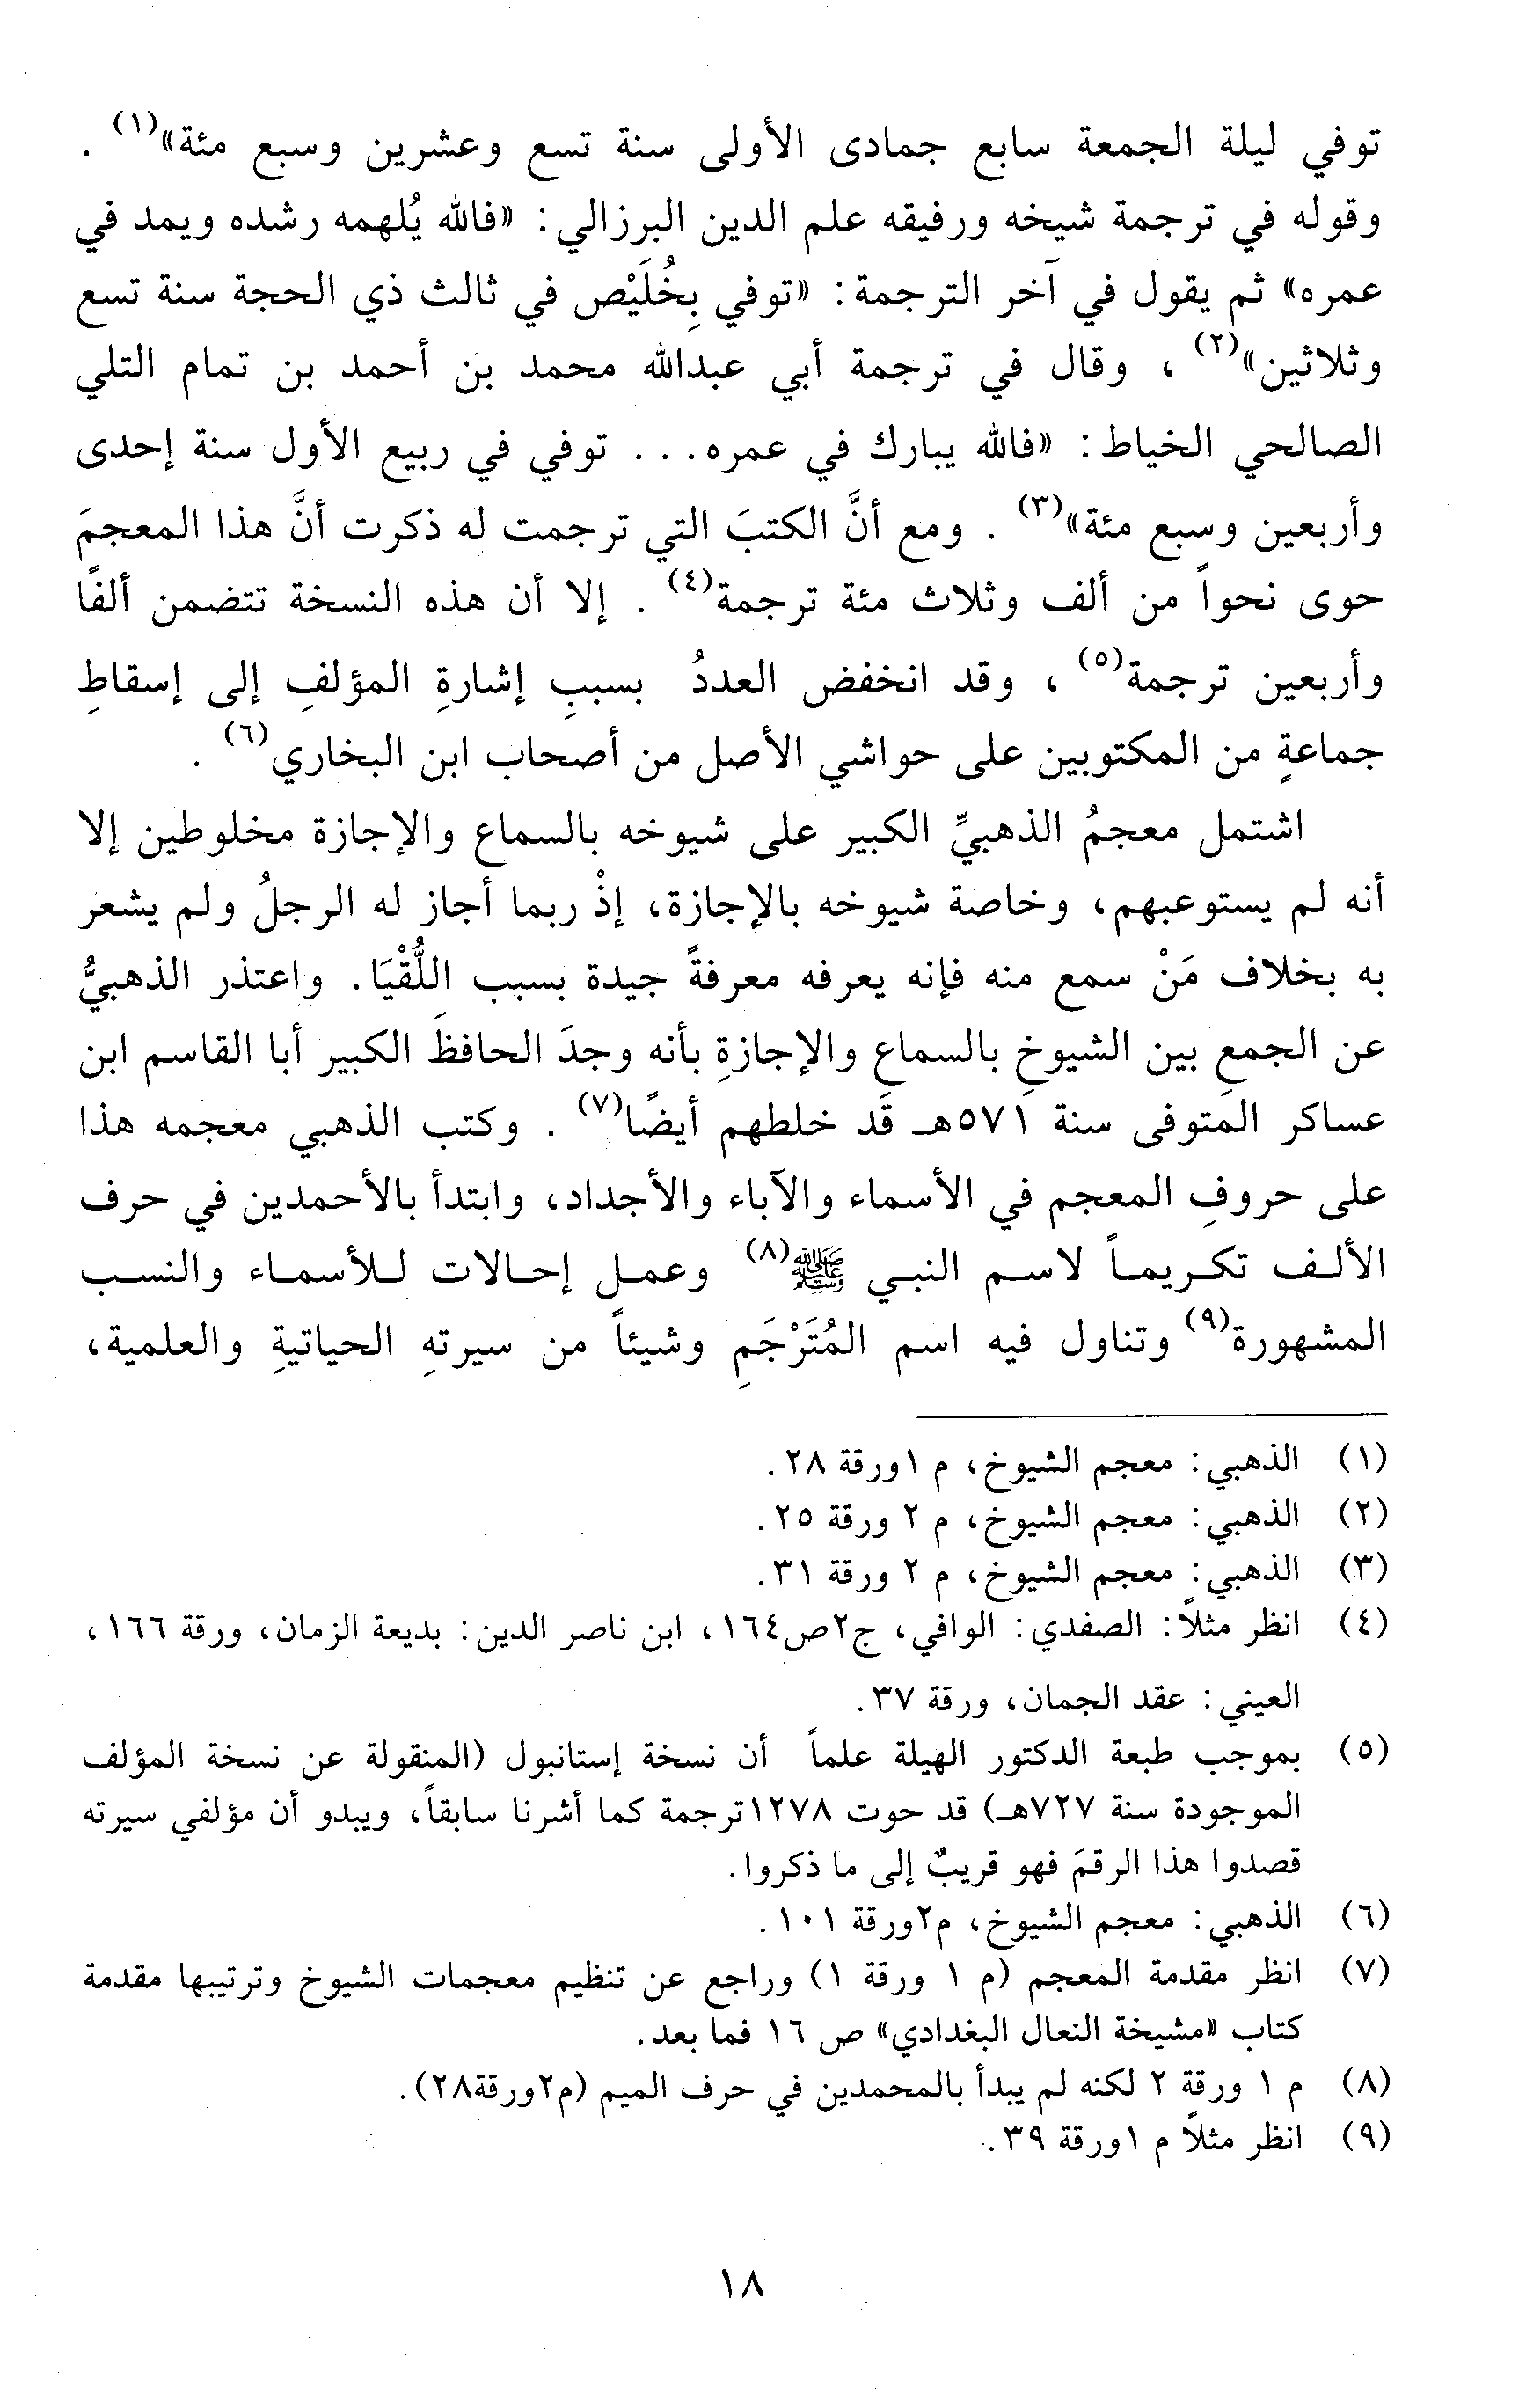 توفي ليلة الجمعة سابع جمادى الأولى سنة تسع وعشرين وسبع مئة»(١) .
وقوله في ترجمة شيخه ورفيقه علم الدين البرزالي: «فالله يُلهمه رشده ويمد في
عمره» ثم يقول في آخر الترجمة: «توفي بِخُلَيْص في ثالث ذي الحجة سنة تسع
وثلاثين»(٢) ، وقال في ترجمة أبي عبدالله محمد بن أحمد بن تمام التلي
الصالحي الخياط: «فالله يبارك في عمره... توفي في ربيع الأول سنة إحدى
وأربعين وسبع مئة»(٣) . ومع أنَّ الكتبَ التي ترجمت له ذكرت أنَّ هذا المعجمَ
حوى نحواً من ألف وثلاث مئة ترجمة(٤) . إلا أن هذه النسخة تتضمن ألفًا
وأربعين ترجمة(٥) ، وقد انخفض العددُ بسببِ إشارةِ المؤلفِ إلى إسقاطِ
جماعةٍ من المكتوبين على حواشي الأصل من أصحاب ابن البخاري(٦) .
اشتمل معجمُ الذهبيِّ الكبير على شيوخه بالسماع والإجازة مخلوطين إلا
أنه لم يستوعبهم، وخاصة شيوخه بالإجازة، إذْ ربما أجاز له الرجلُ ولم يشعر
به بخلاف مَنْ سمع منه فإنه يعرفه معرفةً جيدة بسبب اللُّقْيَا. واعتذر الذهبيُّ
عن الجمعِ بين الشيوخِ بالسماعِ والإجازةِ بأنه وجدَ الحافظَ الكبير أبا القاسم ابن
عساكر المتوفى سنة ٥٧١هـ قَد خلطهم أيضًا(٧) . وكتب الذهبي معجمه هذا
على حروفِ المعجم في الأسماء والآباء والأجداد، وابتدأ بالأحمدين في حرف
الألـف تكـريمـاً لاسـم النبـي ﷺ(٨) وعمـل إحـالات لـلأسمـاء والنسـب
المشهورة(٩) وتناول فيه اسم المُتَرْجَمِ وشيئاً من سيرتهِ الحياتيةِ والعلمية،
(١) الذهبي: معجم الشيوخ، م ١ورقة ٢٨.
(٢) الذهبي: معجم الشيوخ، م ٢ ورقة ٢٥.
(٣) الذهبي: معجم الشيوخ، م ٢ ورقة ٣١.
(٤) انظر مثلاً: الصفدي: الوافي، ج٢ص١٦٤، ابن ناصر الدين: بديعة الزمان، ورقة ١٦٦،
العيني: عقد الجمان، ورقة ٣٧.
(٥) بموجب طبعة الدكتور الهيلة علماً أن نسخة إستانبول (المنقولة عن نسخة المؤلف
الموجودة سنة ٧٢٧هـ) قد حوت ١٢٧٨ترجمة كما أشرنا سابقاً، ويبدو أن مؤلفي سيرته
قصدوا هذا الرقمَ فهو قريبٌ إلى ما ذكروا.
(٦) الذهبي: معجم الشيوخ، م٢ورقة ١٠١.
(٧) انظر مقدمة المعجم (م ١ ورقة ١) وراجع عن تنظيم معجمات الشيوخ وترتيبها مقدمة
كتاب «مشيخة النعال البغدادي» ص ١٦ فما بعد.
(٨) م ١ ورقة ٢ لكنه لم يبدأ بالمحمدين في حرف الميم (م٢ورقة٢٨).
(٩) انظر مثلاً م ١ورقة ٣٩.
١٨